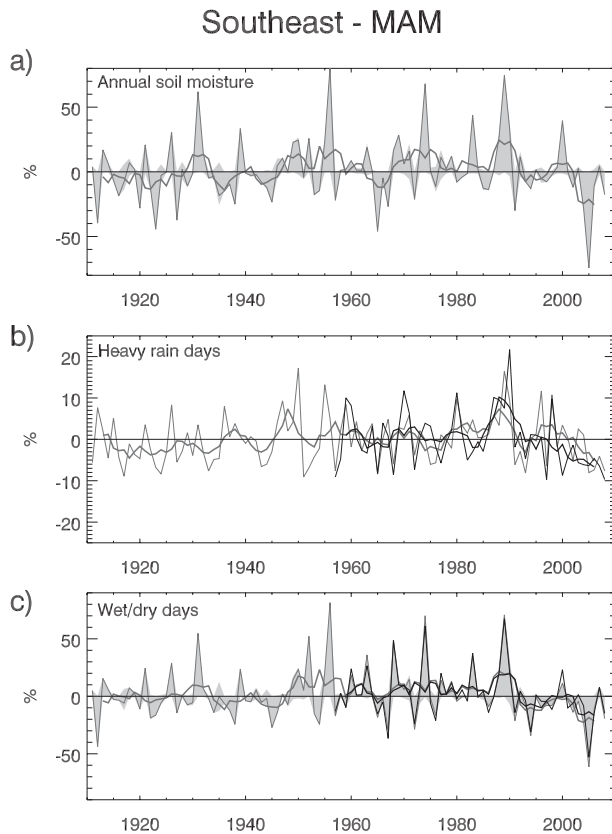 Southeast - MAM
a)
Annual soil moisture
50
0
-50
%
1920 1940 1960 1980 2000
b)
Heavy rain days
20
10
0
-10
-20
%
1920 1940 1960 1980 2000
c)
Wet/dry days
50
0
-50
%
1920 1940 1960 1980 2000